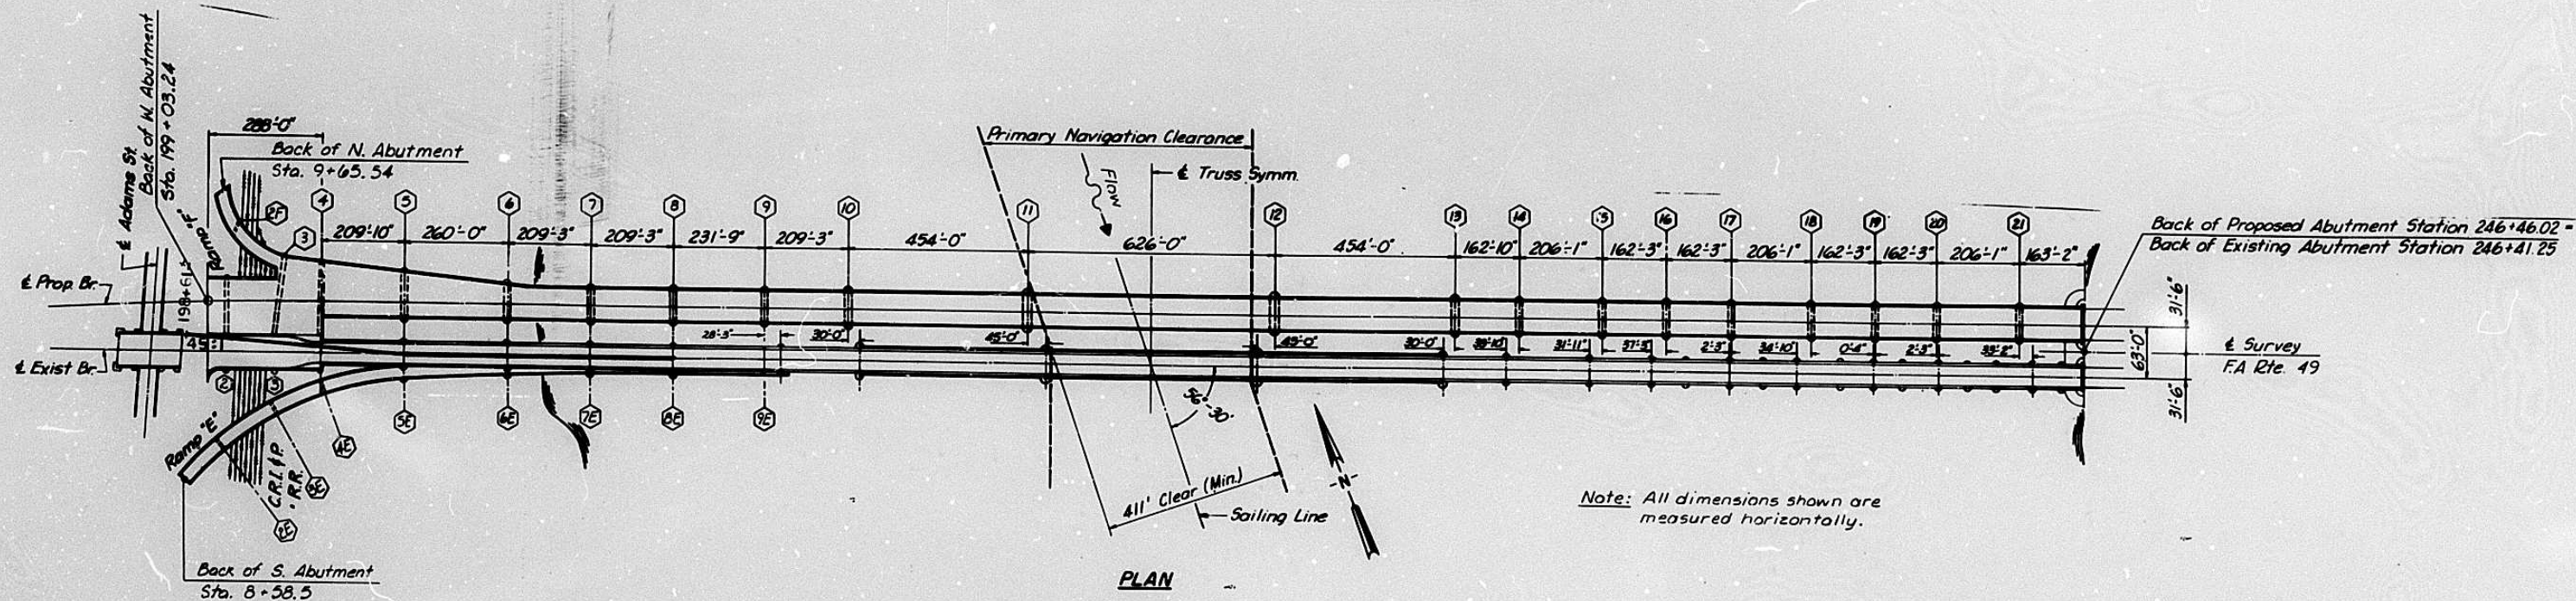 ℄ Adams St.
Back of W. Abutment
Sta. 199+03.24
288'-0"
Back of N. Abutment
Sta. 9+65.54
Ramp "F"
2F
3
4
5
6
7
8
9
10
11
12
13
14
15
16
17
18
19
20
21
Primary Navigation Clearance
Flow
℄ Truss Symm.
209'-10"
260'-0"
209'-3"
209'-3"
231'-9"
209'-3"
454'-0"
626'-0"
454'-0"
162'-10"
206'-1"
162'-3"
162'-3"
206'-1"
162'-3"
162'-3"
206'-1"
163'-2"
Back of Proposed Abutment Station 246+46.02 =
Back of Existing Abutment Station 246+41.25
℄ Prop. Br.
198+61
45'
℄ Exist Br.
28'-3"
30'-0"
45'-0"
30'-0"
31'-11"
2'-3"
34'-10"
0'-4"
2'-3"
31'-6"
63'-0"
31'-6"
℄ Survey
F.A Rte. 49
2
3
4E
5E
6E
7E
8E
9E
3E
2E
Ramp "E"
C.R.I. & P.
R.R.
56°-30'
411' Clear (Min.)
Sailing Line
-N-
Note: All dimensions shown are
measured horizontally.
Back of S. Abutment
Sta. 8+58.5
PLAN